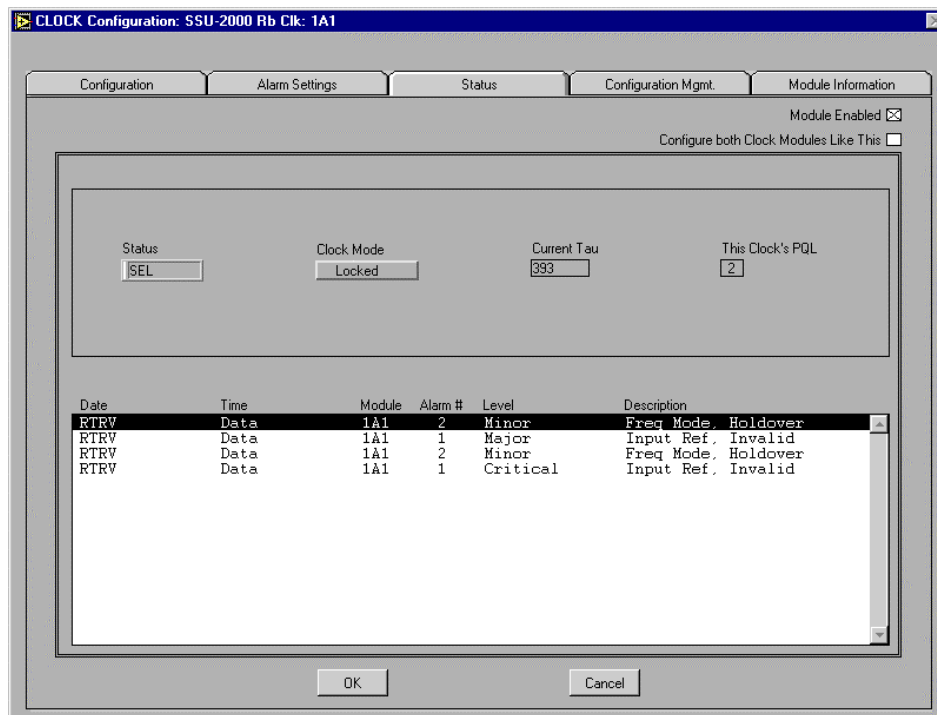 CLOCK Configuration: SSU-2000 Rb Clk: 1A1
Configuration Alarm Settings Status Configuration Mgmt. Module Information
Module Enabled
Configure both Clock Modules Like This
Status Clock Mode Current Tau This Clock's PQL
SEL Locked 393 2
Date Time Module Alarm # Level Description
RTRV Data 1A1 2 Minor Freq Mode, Holdover
RTRV Data 1A1 1 Major Input Ref, Invalid
RTRV Data 1A1 2 Minor Freq Mode, Holdover
RTRV Data 1A1 1 Critical Input Ref, Invalid
OK Cancel